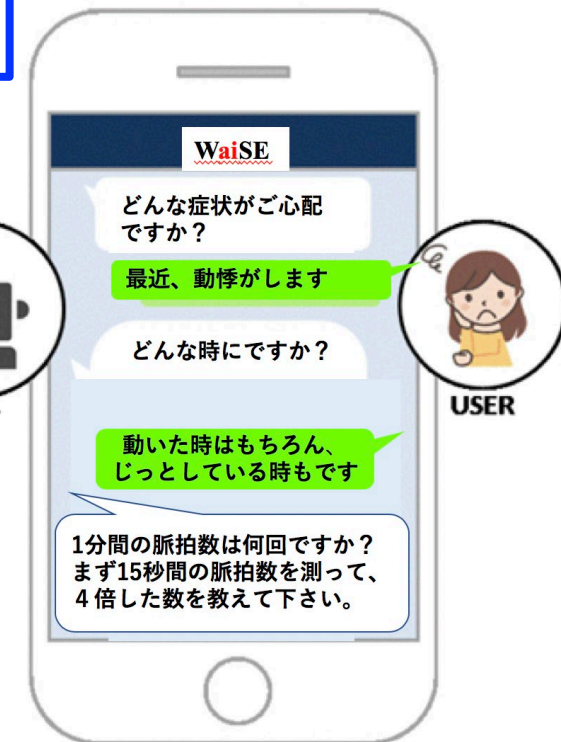 WaiSE
どんな症状がご心配
ですか？
最近、動悸がします
どんな時にですか？
USER
動いた時はもちろん、
じっとしている時もです
1分間の脈拍数は何回ですか？
まず15秒間の脈拍数を測って、
４倍した数を教えて下さい。